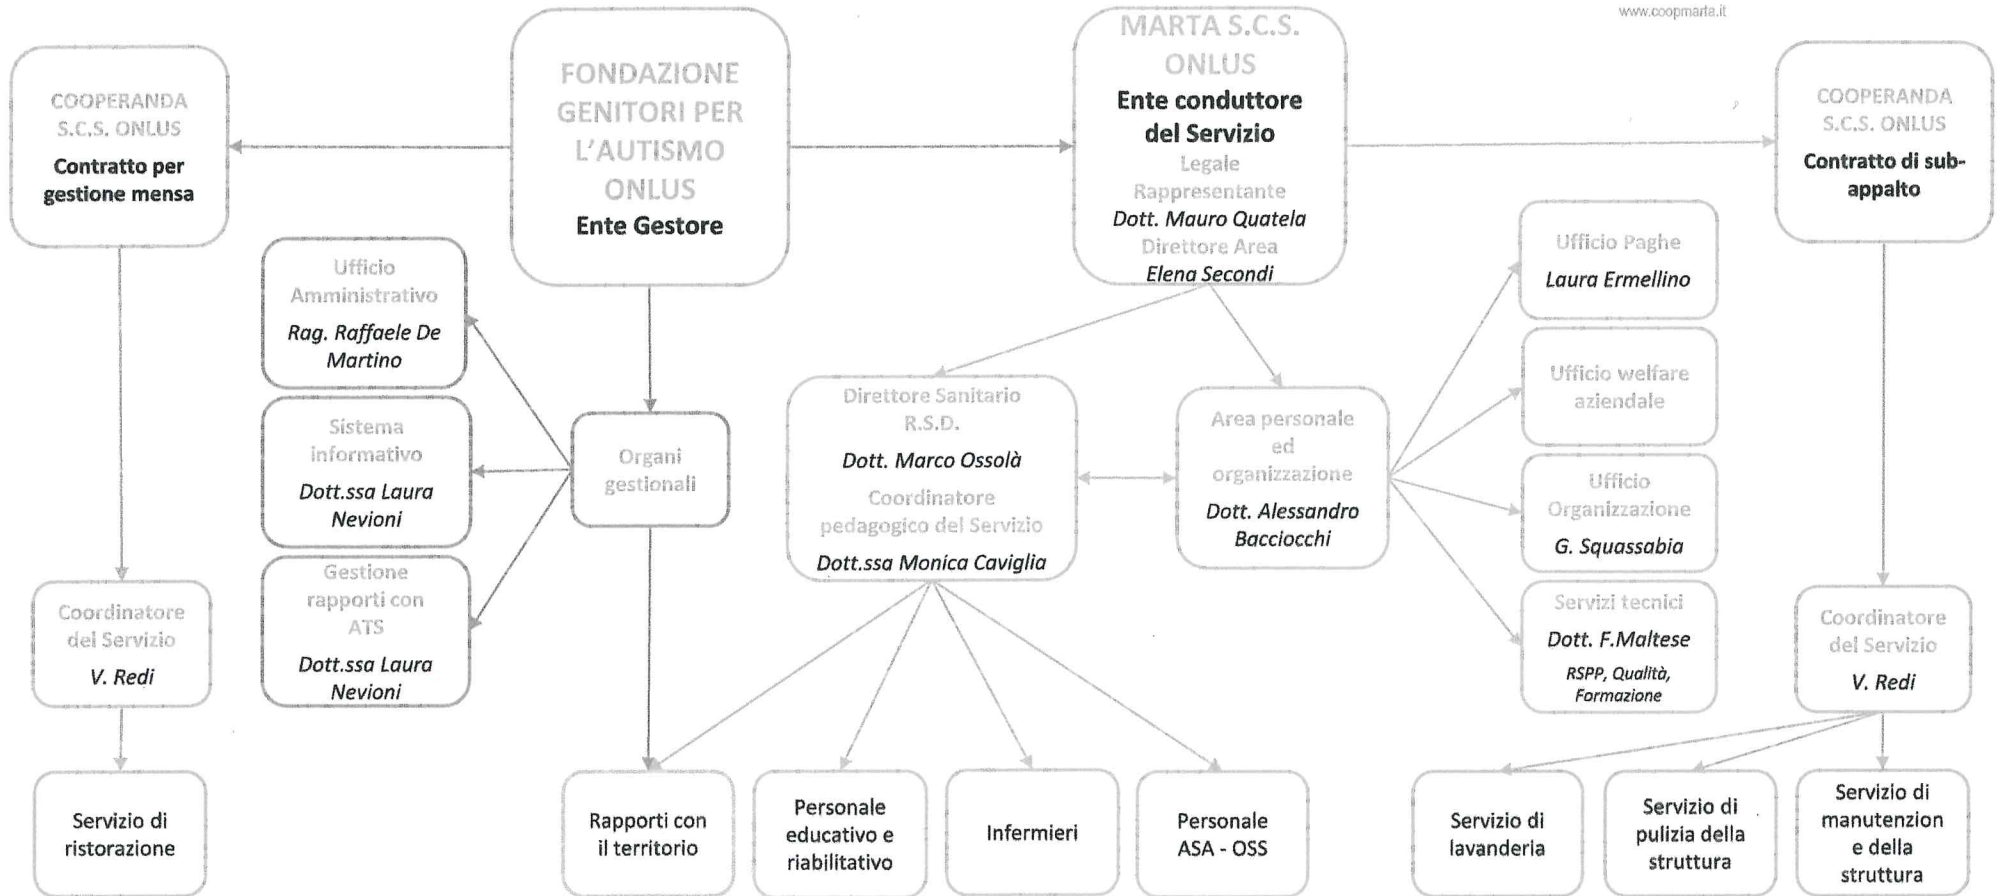 www.coopmarta.it
COOPERANDA
S.C.S. ONLUS
Contratto per
gestione mensa
FONDAZIONE
GENITORI PER
L'AUTISMO
ONLUS
Ente Gestore
MARTA S.C.S.
ONLUS
Ente conduttore
del Servizio
Legale
Rappresentante
Dott. Mauro Quatela
Direttore Area
Elena Secondi
COOPERANDA
S.C.S. ONLUS
Contratto di sub-
appalto
Ufficio
Amministrativo
Rag. Raffaele De
Martino
Sistema
informativo
Dott.ssa Laura
Nevioni
Gestione
rapporti con
ATS
Dott.ssa Laura
Nevioni
Organi
gestionali
Direttore Sanitario
R.S.D.
Dott. Marco Ossolà
Coordinatore
pedagogico del Servizio
Dott.ssa Monica Caviglia
Area personale
ed
organizzazione
Dott. Alessandro
Bacciocchi
Ufficio Paghe
Laura Ermellino
Ufficio welfare
aziendale
Ufficio
Organizzazione
G. Squassabia
Servizi tecnici
Dott. F.Maltese
RSPP, Qualità,
Formazione
Coordinatore
del Servizio
V. Redi
Coordinatore
del Servizio
V. Redi
Servizio di
ristorazione
Rapporti con
il territorio
Personale
educativo e
riabilitativo
Infermieri
Personale
ASA - OSS
Servizio di
lavanderia
Servizio di
pulizia della
struttura
Servizio di
manutenzion
e della
struttura